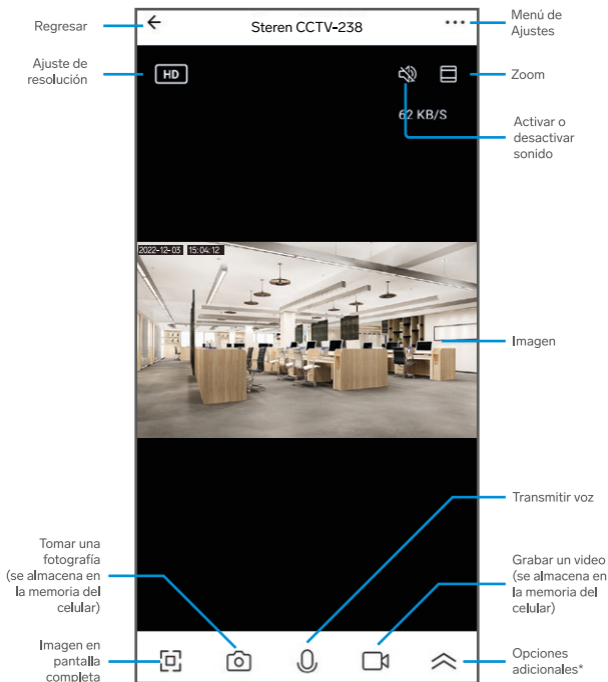 Regresar
Steren CCTV-238
Menú de
Ajustes
Ajuste de
resolución
HD
Zoom
62 KB/S
Activar o
desactivar
sonido
2022-12-03 15:04:12
Imagen
Transmitir voz
Tomar una
fotografía
(se almacena en
la memoria del
celular)
Grabar un video
(se almacena en
la memoria del
celular)
Imagen en
pantalla
completa
Opciones
adicionales*